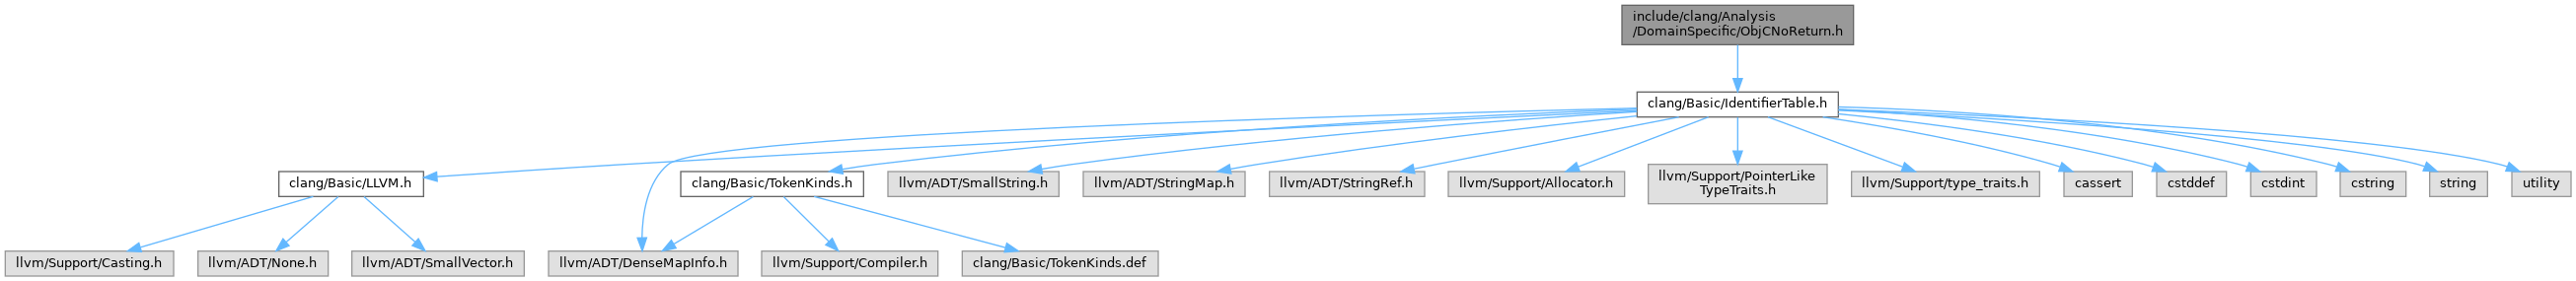 include/clang/Analysis
/DomainSpecific/ObjCNoReturn.h
clang/Basic/IdentifierTable.h
clang/Basic/LLVM.h
clang/Basic/TokenKinds.h
llvm/ADT/SmallString.h
llvm/ADT/StringMap.h
llvm/ADT/StringRef.h
llvm/Support/Allocator.h
llvm/Support/PointerLike
TypeTraits.h
llvm/Support/type_traits.h
cassert
cstddef
cstdint
cstring
string
utility
llvm/Support/Casting.h
llvm/ADT/None.h
llvm/ADT/SmallVector.h
llvm/ADT/DenseMapInfo.h
llvm/Support/Compiler.h
clang/Basic/TokenKinds.def